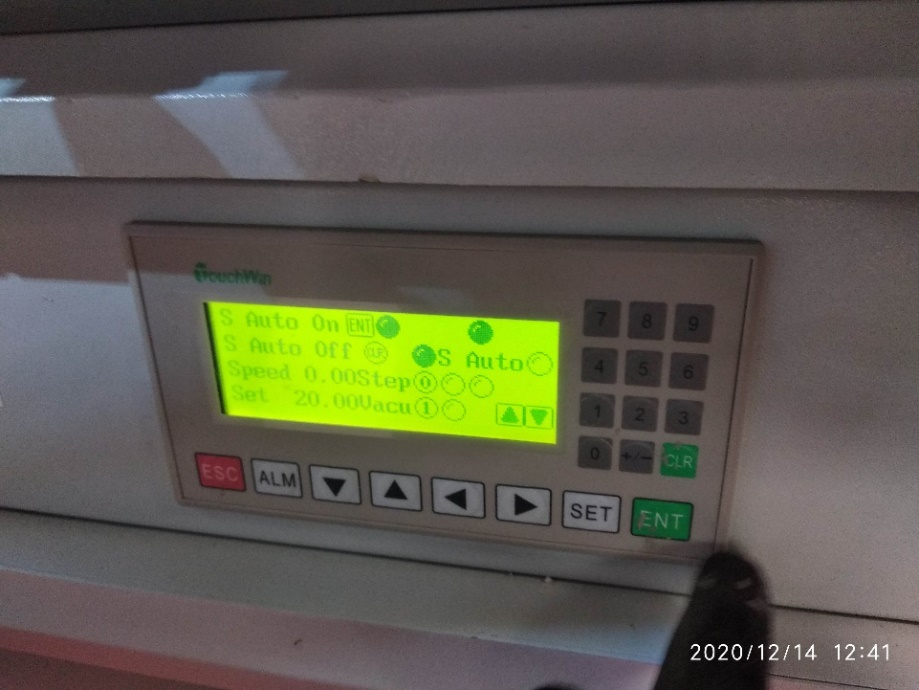 TouchWin
S Auto On ENT
S Auto Off CLR S Auto
Speed 0.00Step 0
Set 20.00Vacu 1
7 8 9
4 5 6
1 2 3
0 +/- CLR
ESC ALM SET ENT
2020/12/14 12:41